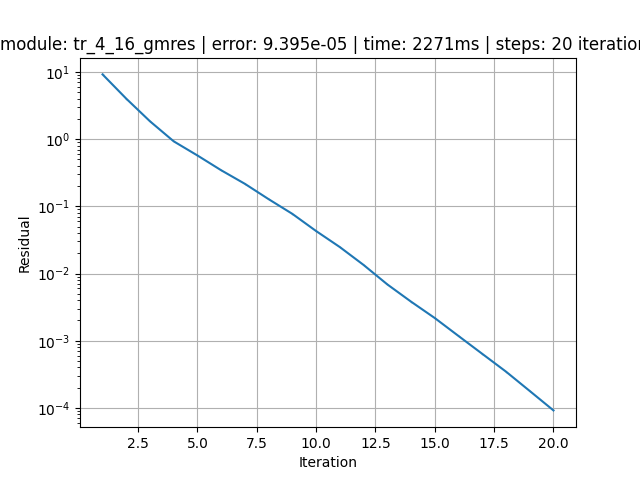 module: tr_4_16_gmres | error: 9.395e-05 | time: 2271ms | steps: 20 iteration
10¹
10⁰
10⁻¹
10⁻²
10⁻³
10⁻⁴
Residual
2.5 5.0 7.5 10.0 12.5 15.0 17.5 20.0
Iteration